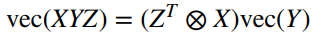 vec(XYZ) = (Z^T ⊗ X)vec(Y)